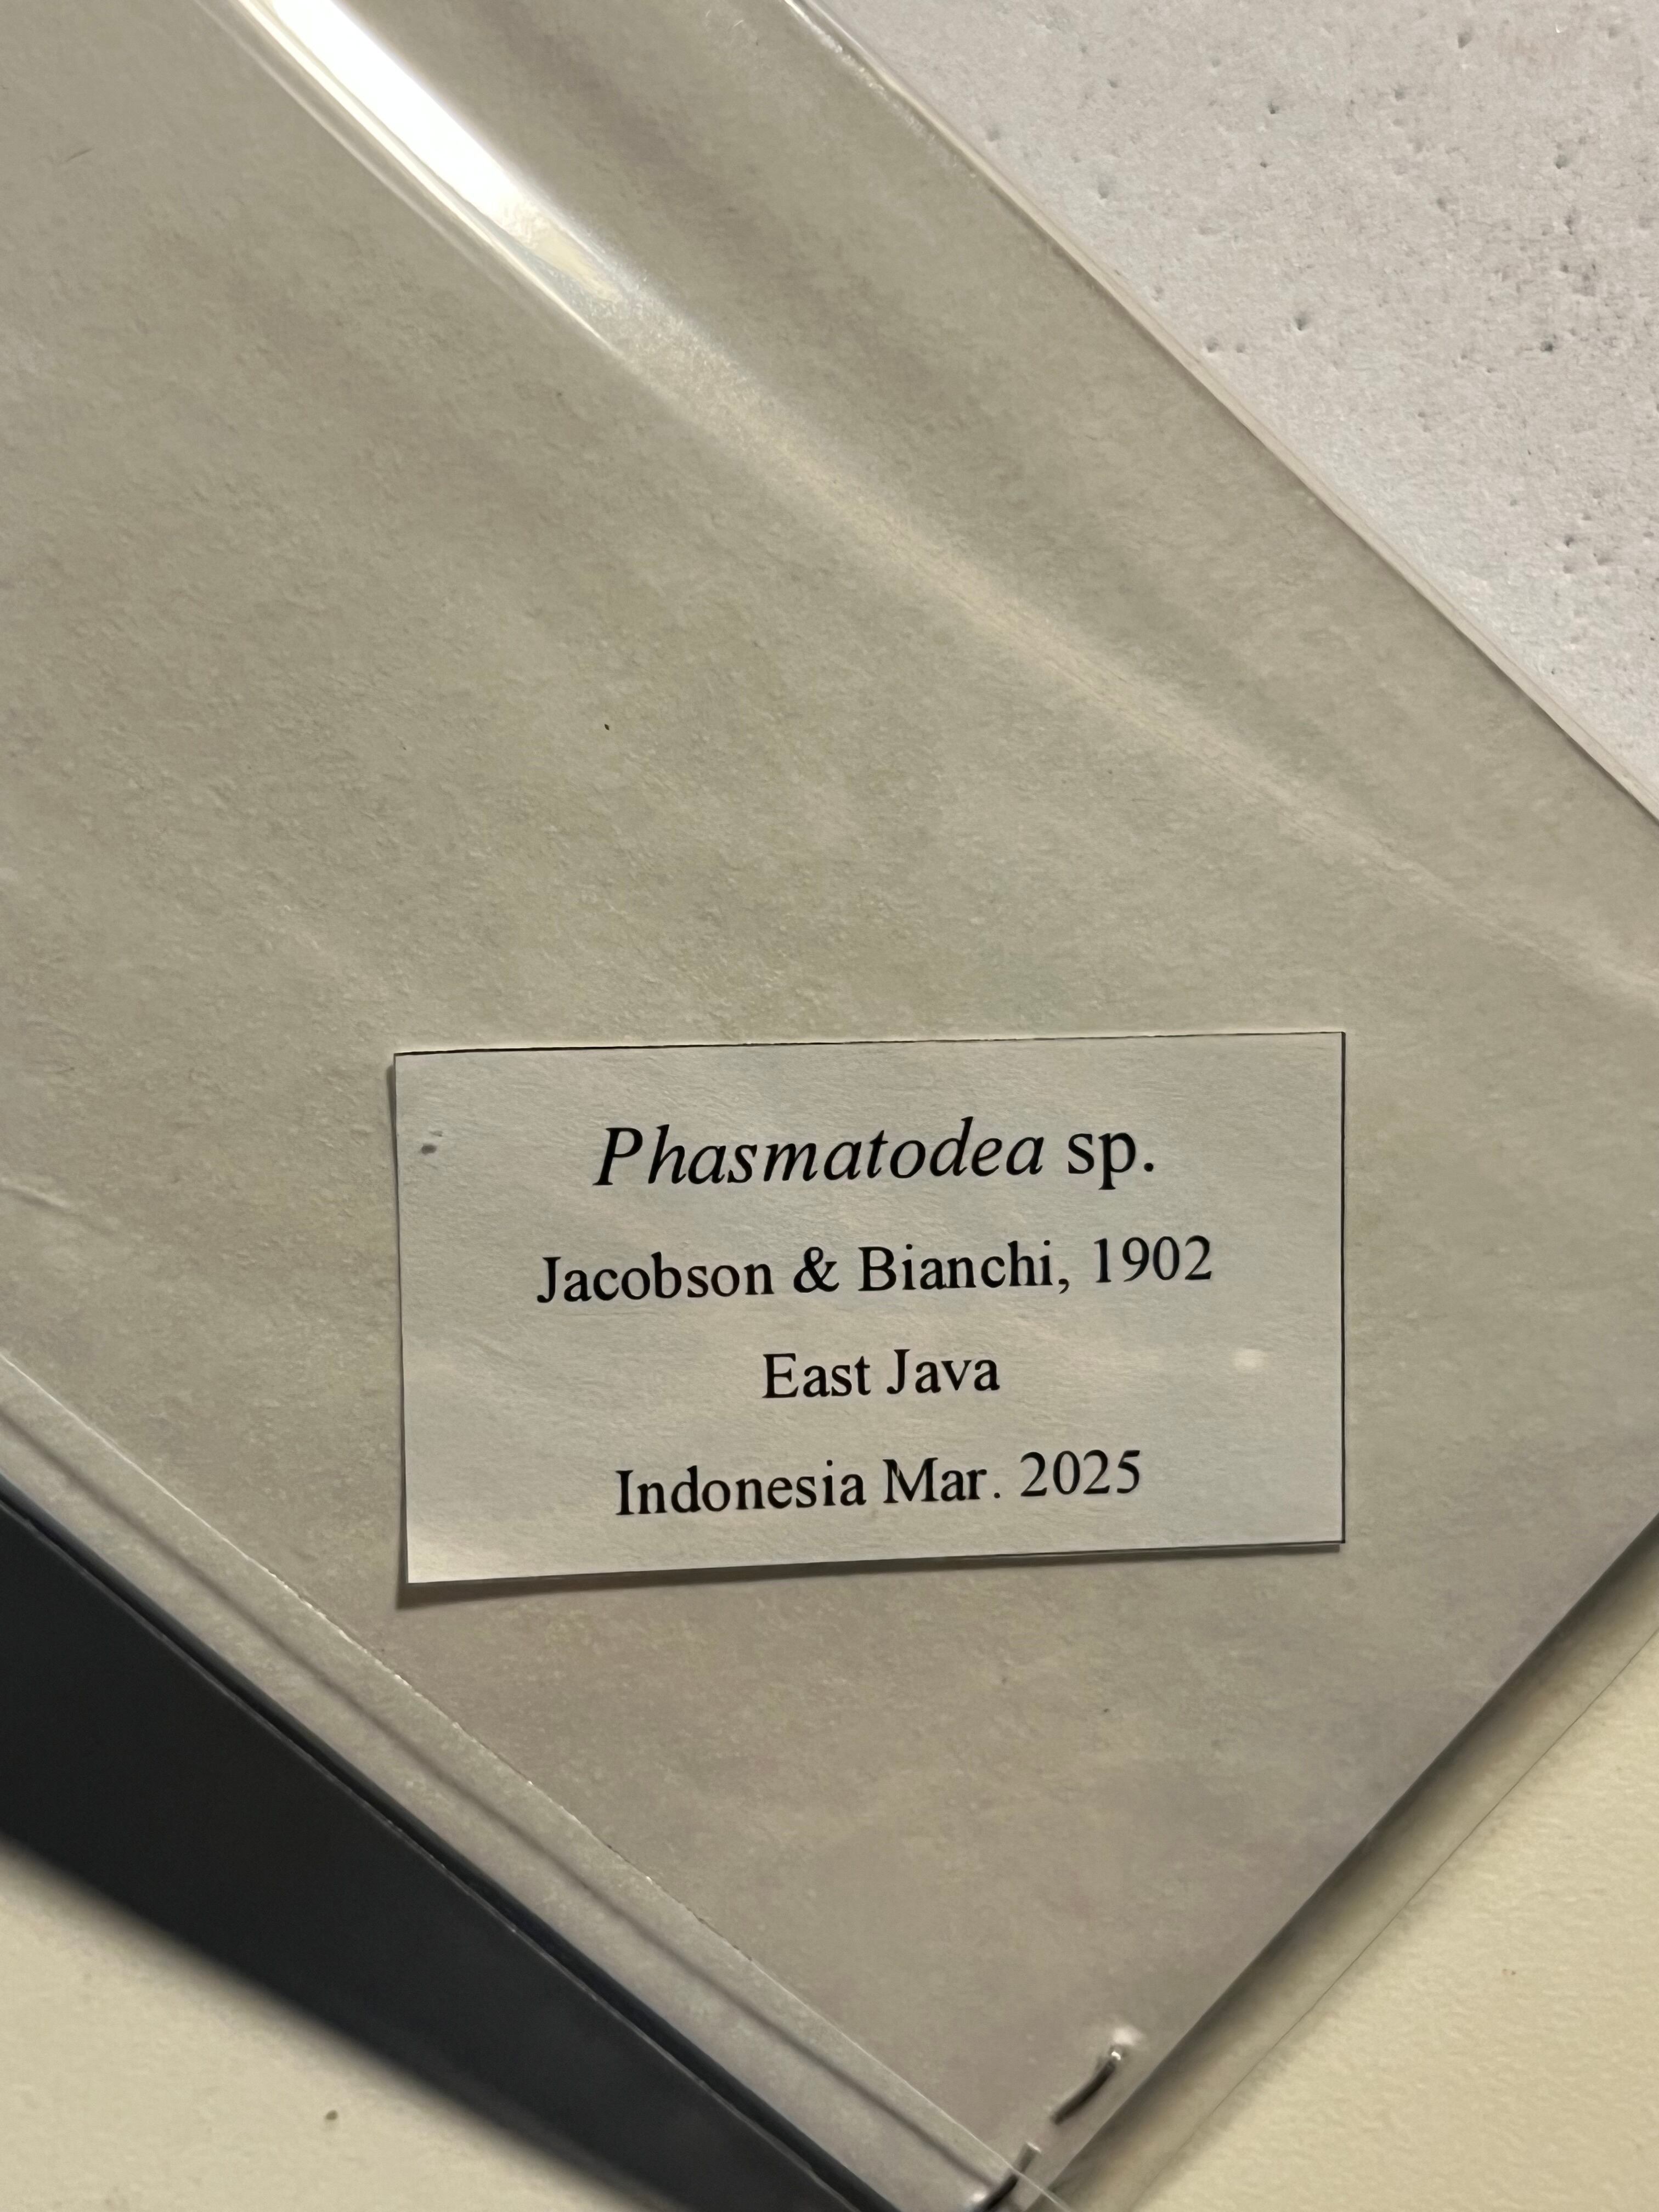 Phasmatodea sp.
Jacobson & Bianchi, 1902
East Java
Indonesia Mar. 2025